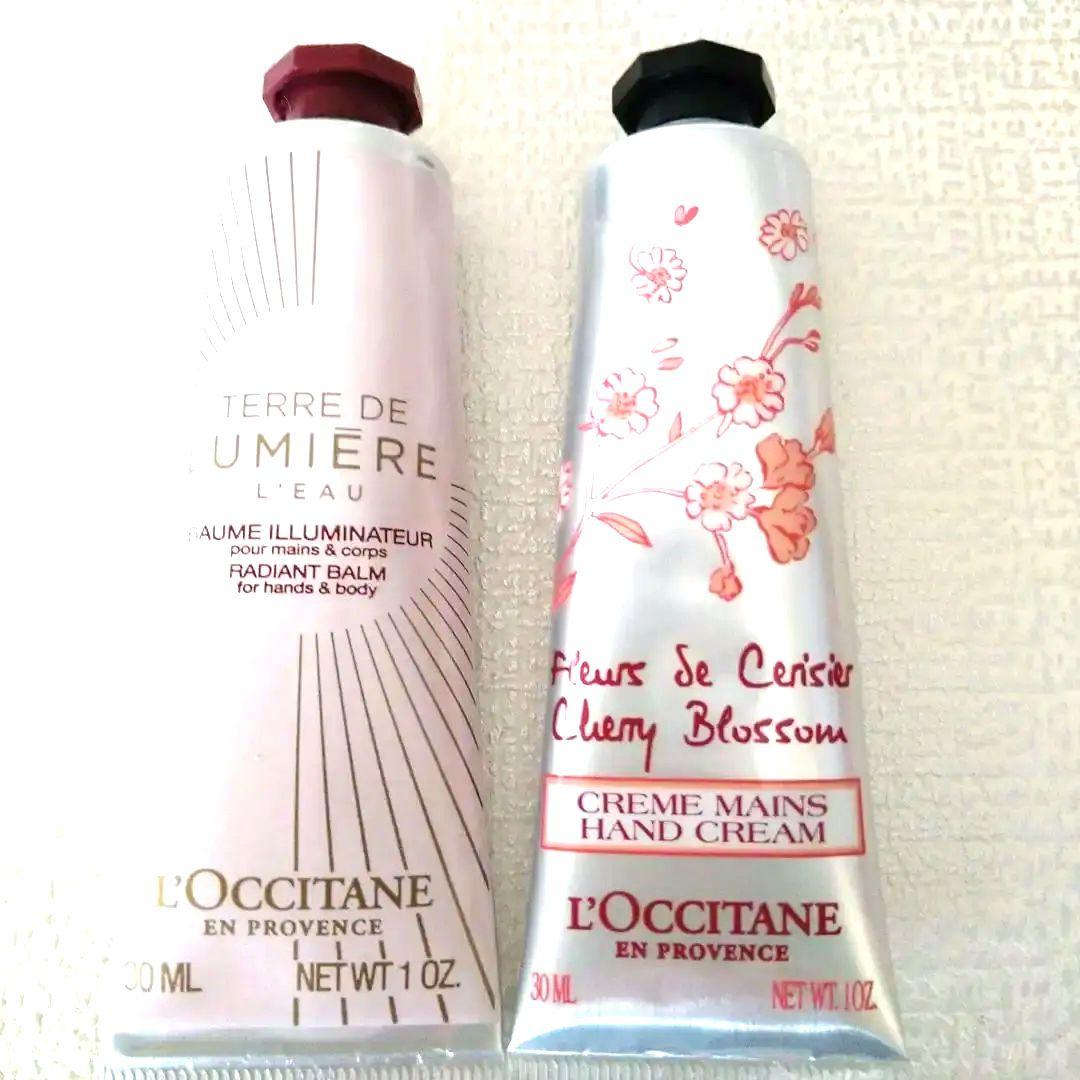 TERRE DE
LUMIĒRE
L'EAU
BAUME ILLUMINATEUR
pour mains & corps
RADIANT BALM
for hands & body
L'OCCITANE
EN PROVENCE
30 ML NET WT 1 OZ.
Fleurs de Cerisier
Cherry Blossom
CREME MAINS
HAND CREAM
L'OCCITANE
EN PROVENCE
30 ML NET WT. 1 OZ.